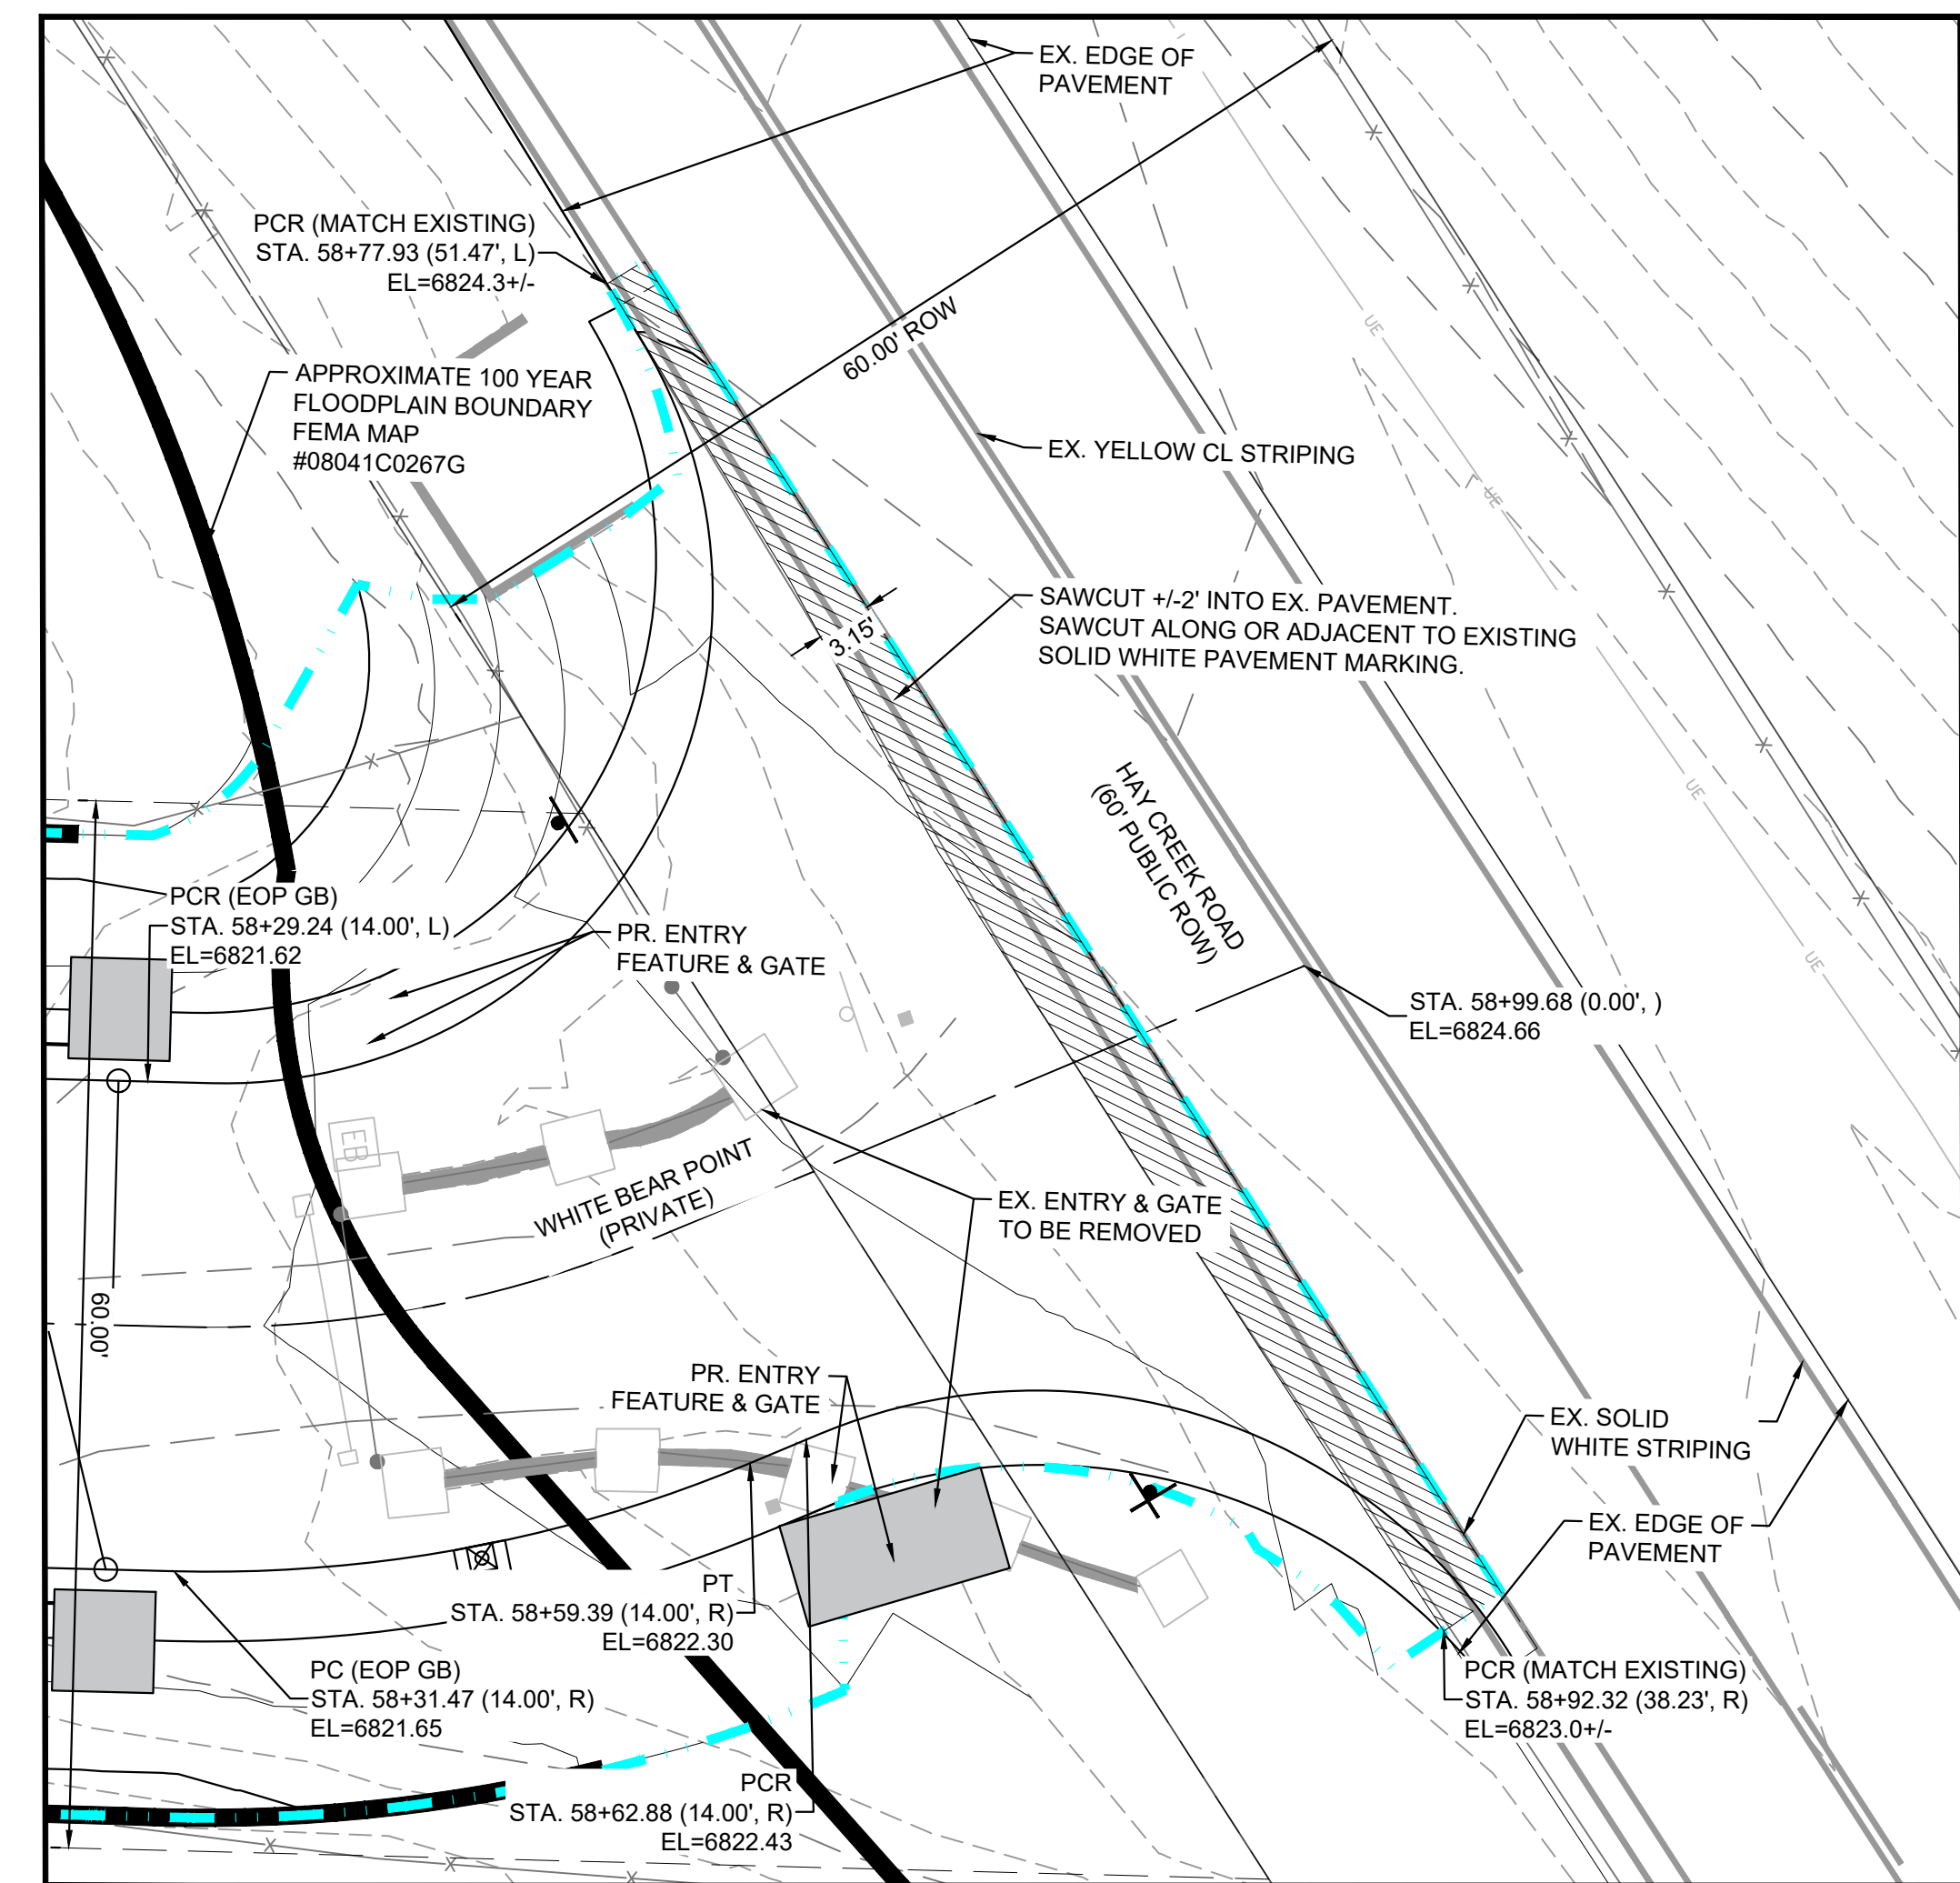 EX. EDGE OF
PAVEMENT
PCR (MATCH EXISTING)
STA. 58+77.93 (51.47', L)
EL=6824.3+/-
60.00' ROW
UE
APPROXIMATE 100 YEAR
FLOODPLAIN BOUNDARY
FEMA MAP
#08041C0267G
EX. YELLOW CL STRIPING
UE
SAWCUT +/-2' INTO EX. PAVEMENT.
SAWCUT ALONG OR ADJACENT TO EXISTING
SOLID WHITE PAVEMENT MARKING.
3.15'
UE
HAY CREEK ROAD
(60' PUBLIC ROW)
PCR (EOP GB)
STA. 58+29.24 (14.00', L)
EL=6821.62
PR. ENTRY
FEATURE & GATE
UE
STA. 58+99.68 (0.00', )
EL=6824.66
EB
WHITE BEAR POINT
(PRIVATE)
EX. ENTRY & GATE
TO BE REMOVED
60.00'
PR. ENTRY
FEATURE & GATE
EX. SOLID
WHITE STRIPING
EX. EDGE OF
PAVEMENT
PT
STA. 58+59.39 (14.00', R)
EL=6822.30
PC (EOP GB)
STA. 58+31.47 (14.00', R)
EL=6821.65
PCR (MATCH EXISTING)
STA. 58+92.32 (38.23', R)
EL=6823.0+/-
PCR
STA. 58+62.88 (14.00', R)
EL=6822.43